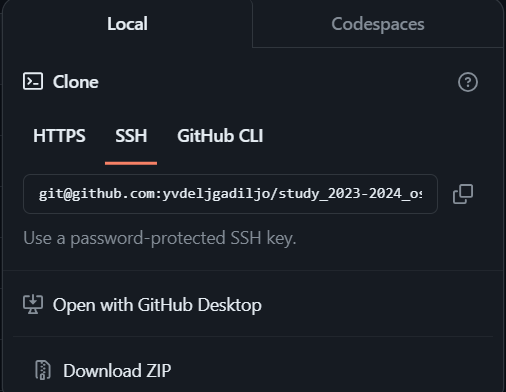 Local Codespaces
Clone
HTTPS SSH GitHub CLI
git@github.com:yvdeljgadiljo/study_2023-2024_os
Use a password-protected SSH key.
Open with GitHub Desktop
Download ZIP